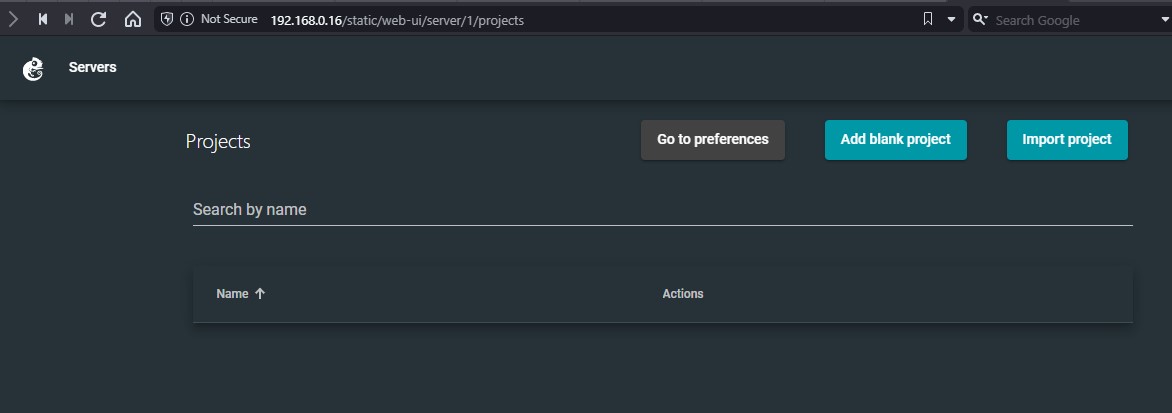 Not Secure 192.168.0.16/static/web-ui/server/1/projects Search Google
Servers
Projects Go to preferences Add blank project Import project
Search by name
Name Actions